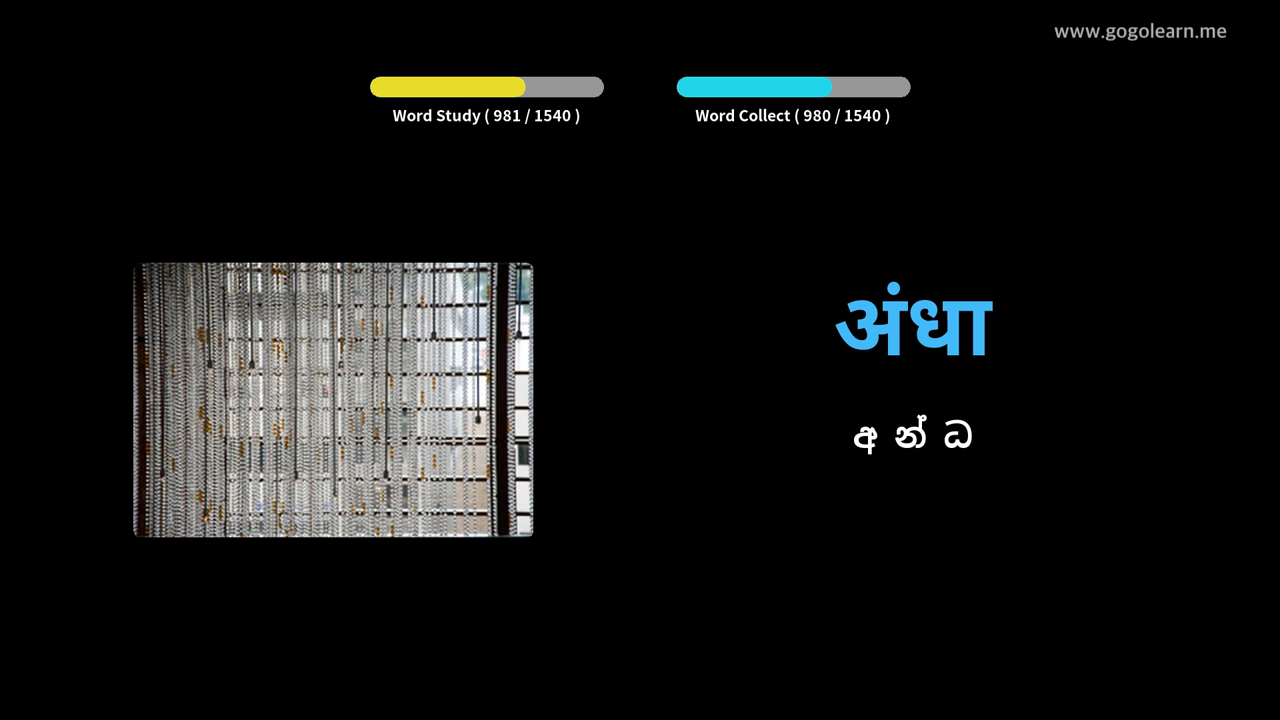 www.gogolearn.me
Word Study ( 981 / 1540 )
Word Collect ( 980 / 1540 )
अंधा
අ න් ධ